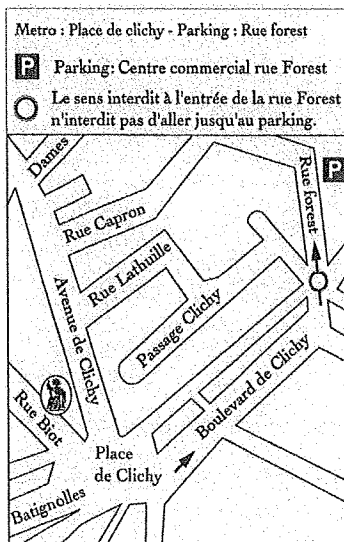 Metro : Place de clichy - Parking : Rue forest
P Parking: Centre commercial rue Forest
Le sens interdit à l'entrée de la rue Forest
n'interdit pas d'aller jusqu'au parking.
Dames
P
Rue forest
Rue Capron
Rue Lathuille
Avenue de Clichy
Passage Clichy
Boulevard de Clichy
Rue Biot
Place
de Clichy
Batignolles